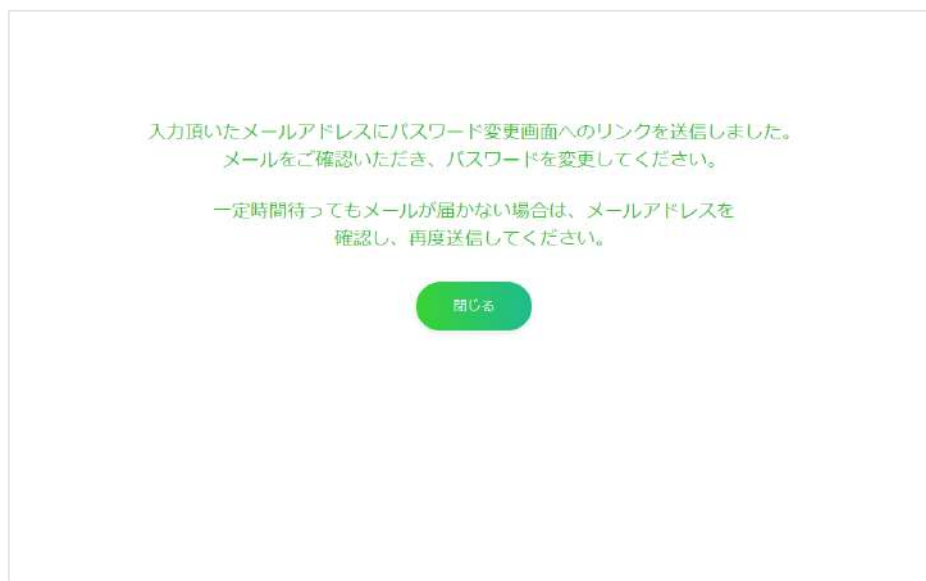 入力頂いたメールアドレスにパスワード変更画面へのリンクを送信しました。
メールをご確認いただき、パスワードを変更してください。
一定時間待ってもメールが届かない場合は、メールアドレスを
確認し、再度送信してください。
閉じる